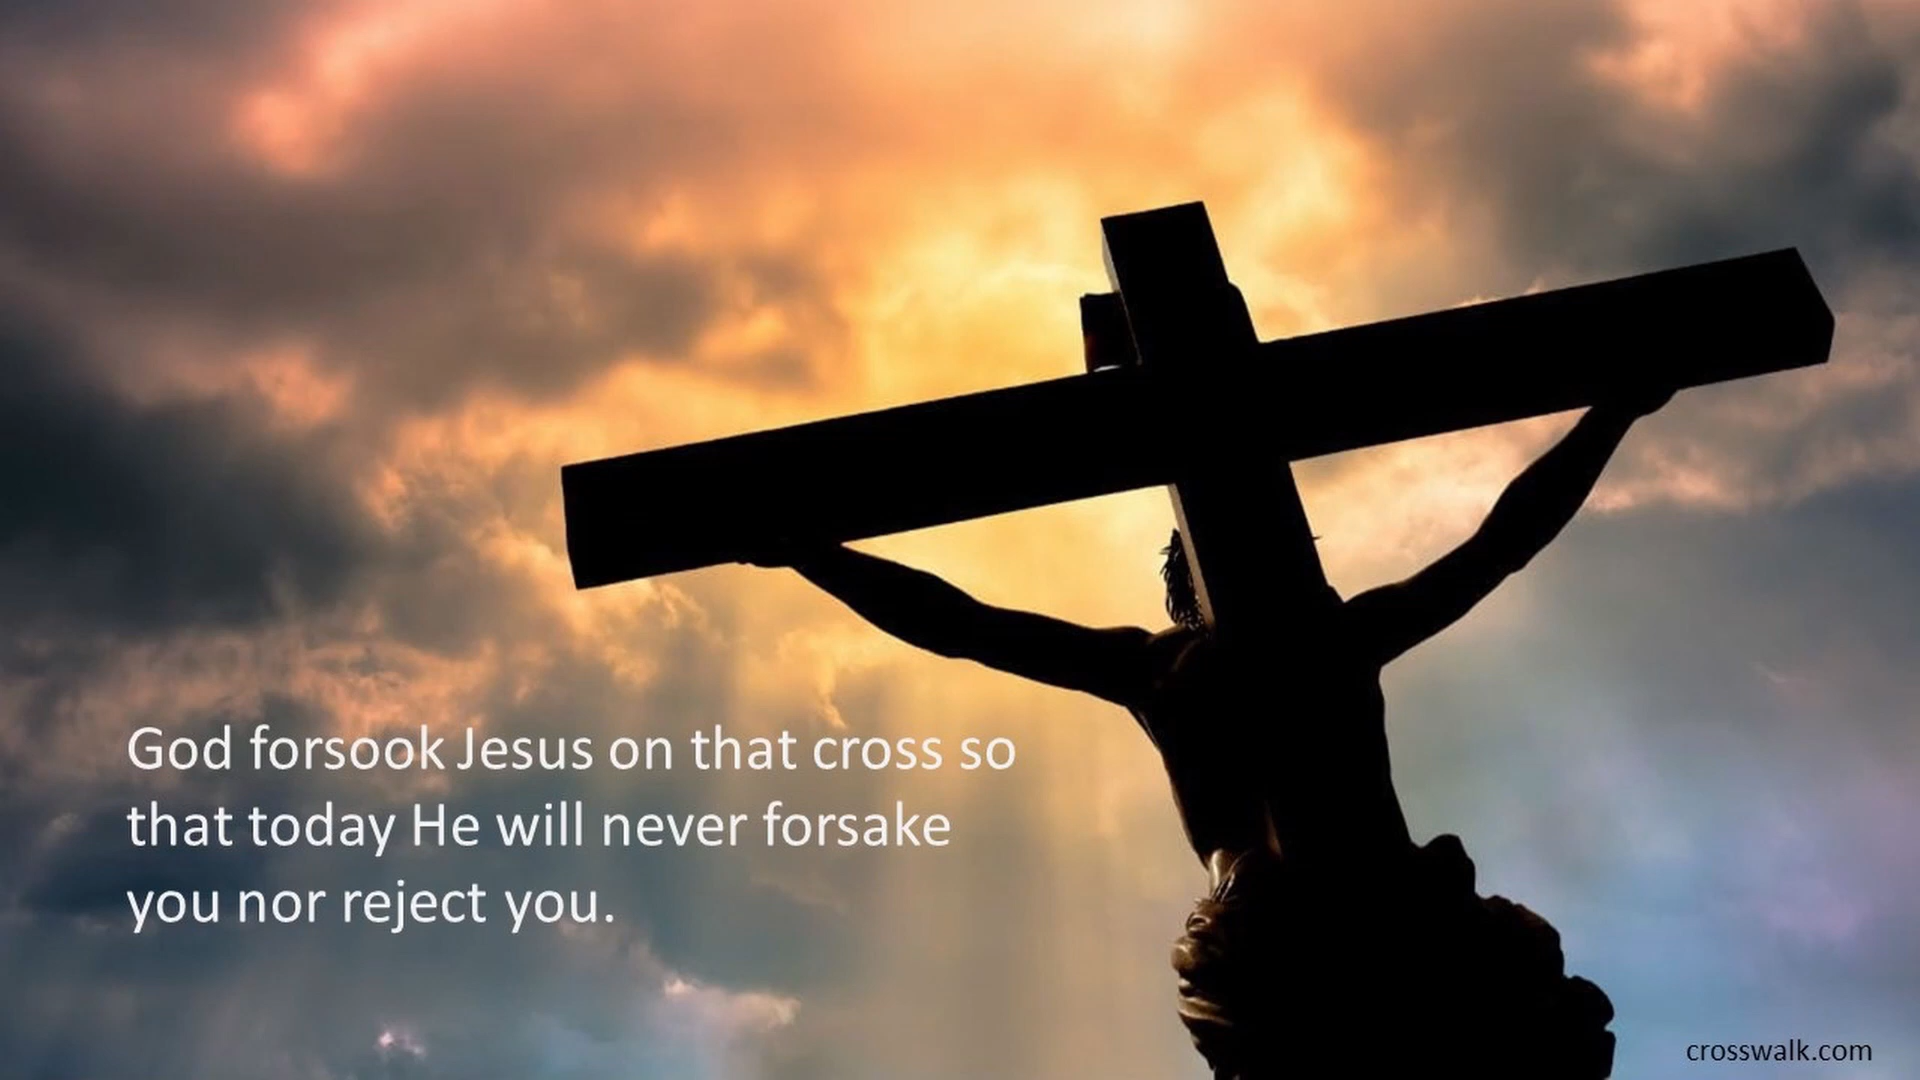 God forsook Jesus on that cross so
that today He will never forsake
you nor reject you.
crosswalk.com